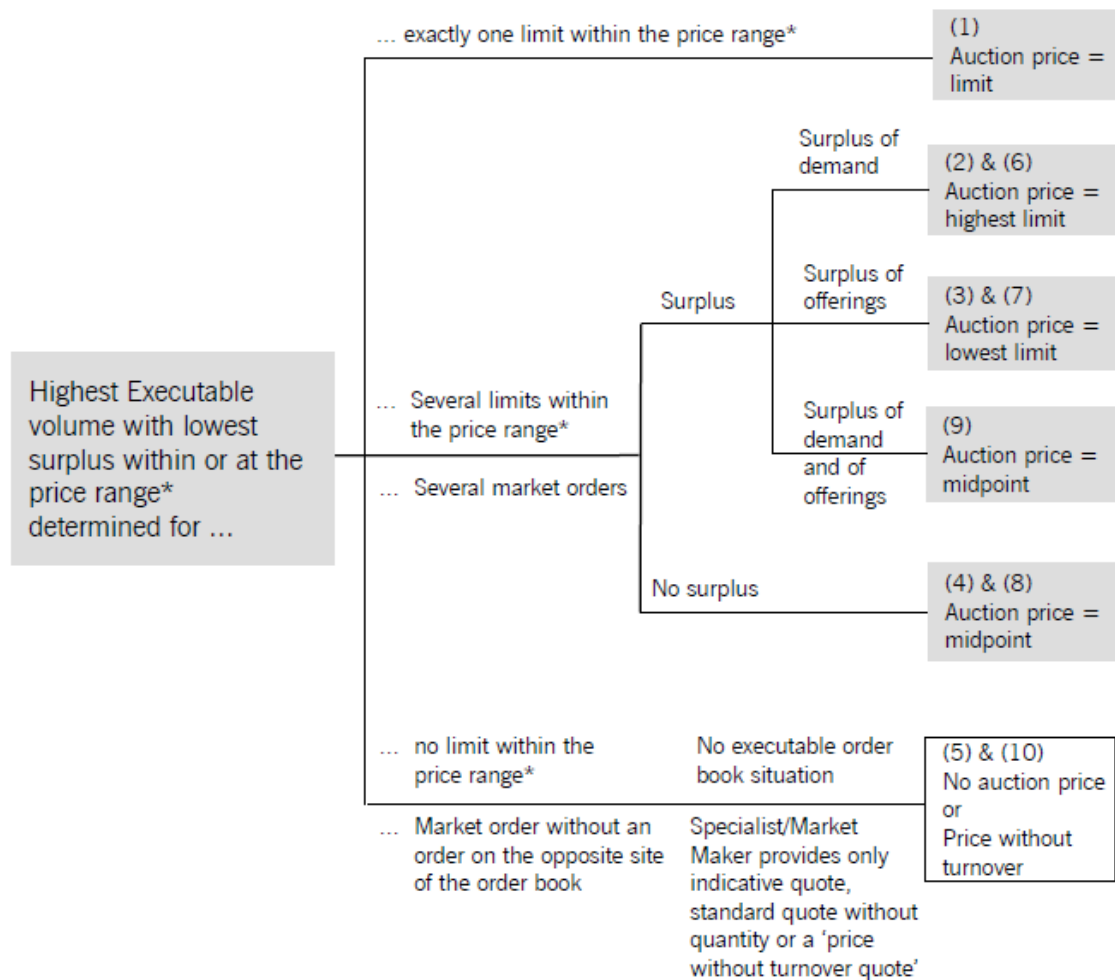 ... exactly one limit within the price range*
(1)
Auction price =
limit
Surplus of
demand
(2) & (6)
Auction price =
highest limit
Surplus
Surplus of
offerings
(3) & (7)
Auction price =
lowest limit
Highest Executable
volume with lowest
surplus within or at the
price range*
determined for ...
... Several limits within
the price range*
... Several market orders
Surplus of
demand
and of
offerings
(9)
Auction price =
midpoint
No surplus
(4) & (8)
Auction price =
midpoint
... no limit within the
price range*
No executable order
book situation
(5) & (10)
No auction price
or
Price without
turnover
... Market order without an
order on the opposite site
of the order book
Specialist/Market
Maker provides only
indicative quote,
standard quote without
quantity or a ‘price
without turnover quote’